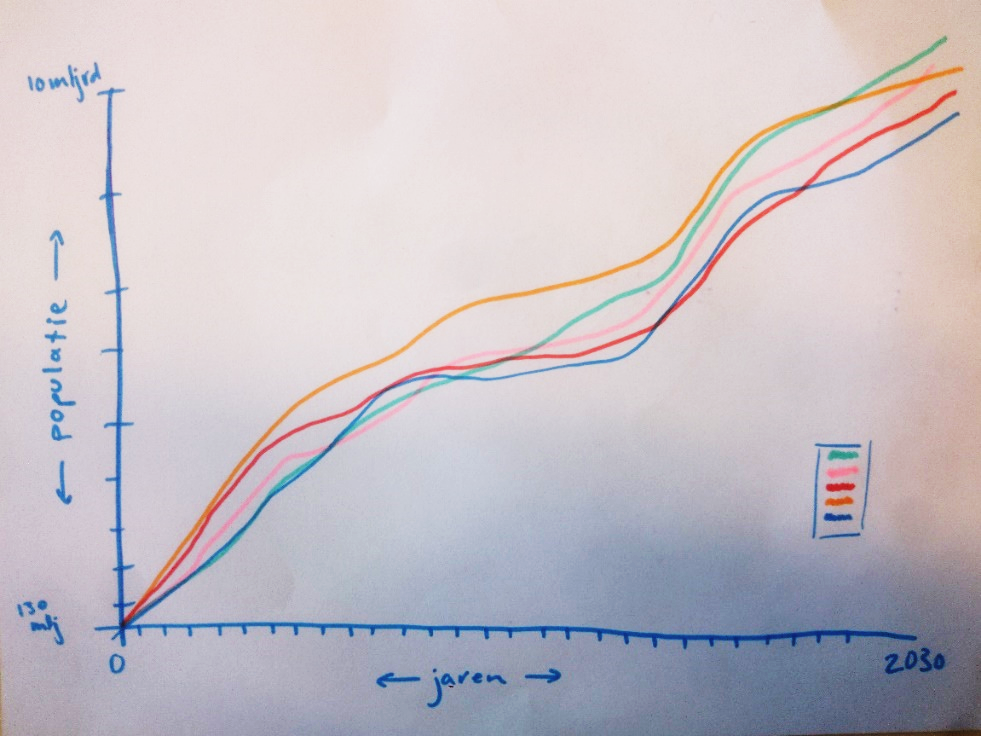 10 mljrd
← populatie →
130
mlj
0
2030
← jaren →